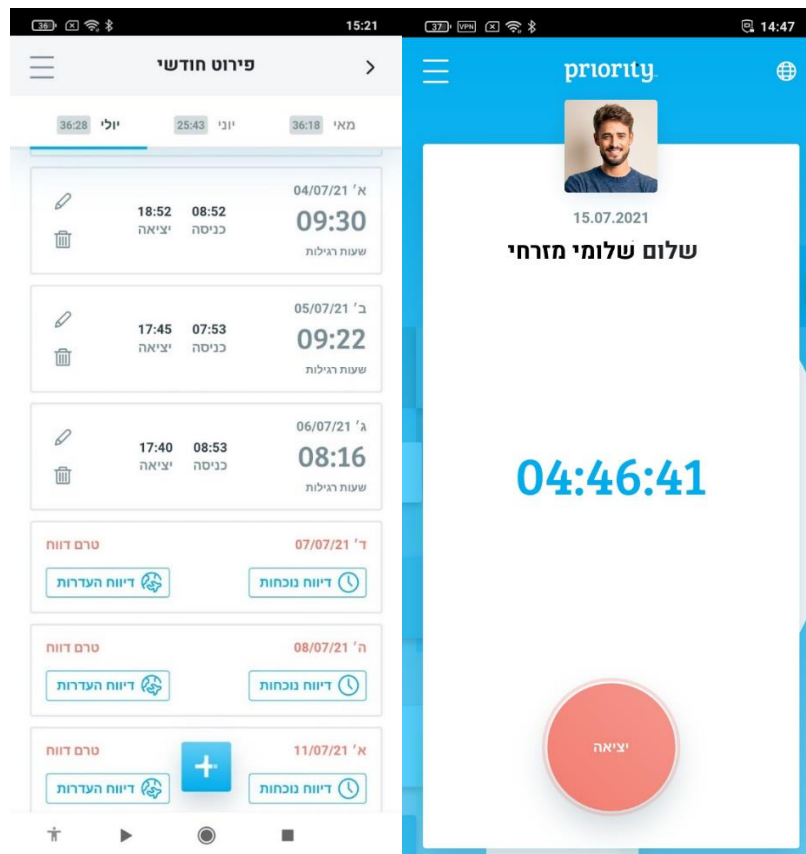 36 15:21
פירוט חודשי
מאי 36:18 יוני 25:43 יולי 36:28
א׳ 04/07/21
09:30
שעות רגילות
08:52 18:52
כניסה יציאה
ב׳ 05/07/21
09:22
שעות רגילות
07:53 17:45
כניסה יציאה
ג׳ 06/07/21
08:16
שעות רגילות
08:53 17:40
כניסה יציאה
ד׳ 07/07/21 טרם דווח
דיווח נוכחות דיווח העדרות
ה׳ 08/07/21 טרם דווח
דיווח נוכחות דיווח העדרות
א׳ 11/07/21 טרם דווח
דיווח נוכחות דיווח העדרות
37 VPN 14:47
priority
15.07.2021
שלום שלומי מזרחי
04:46:41
יציאה